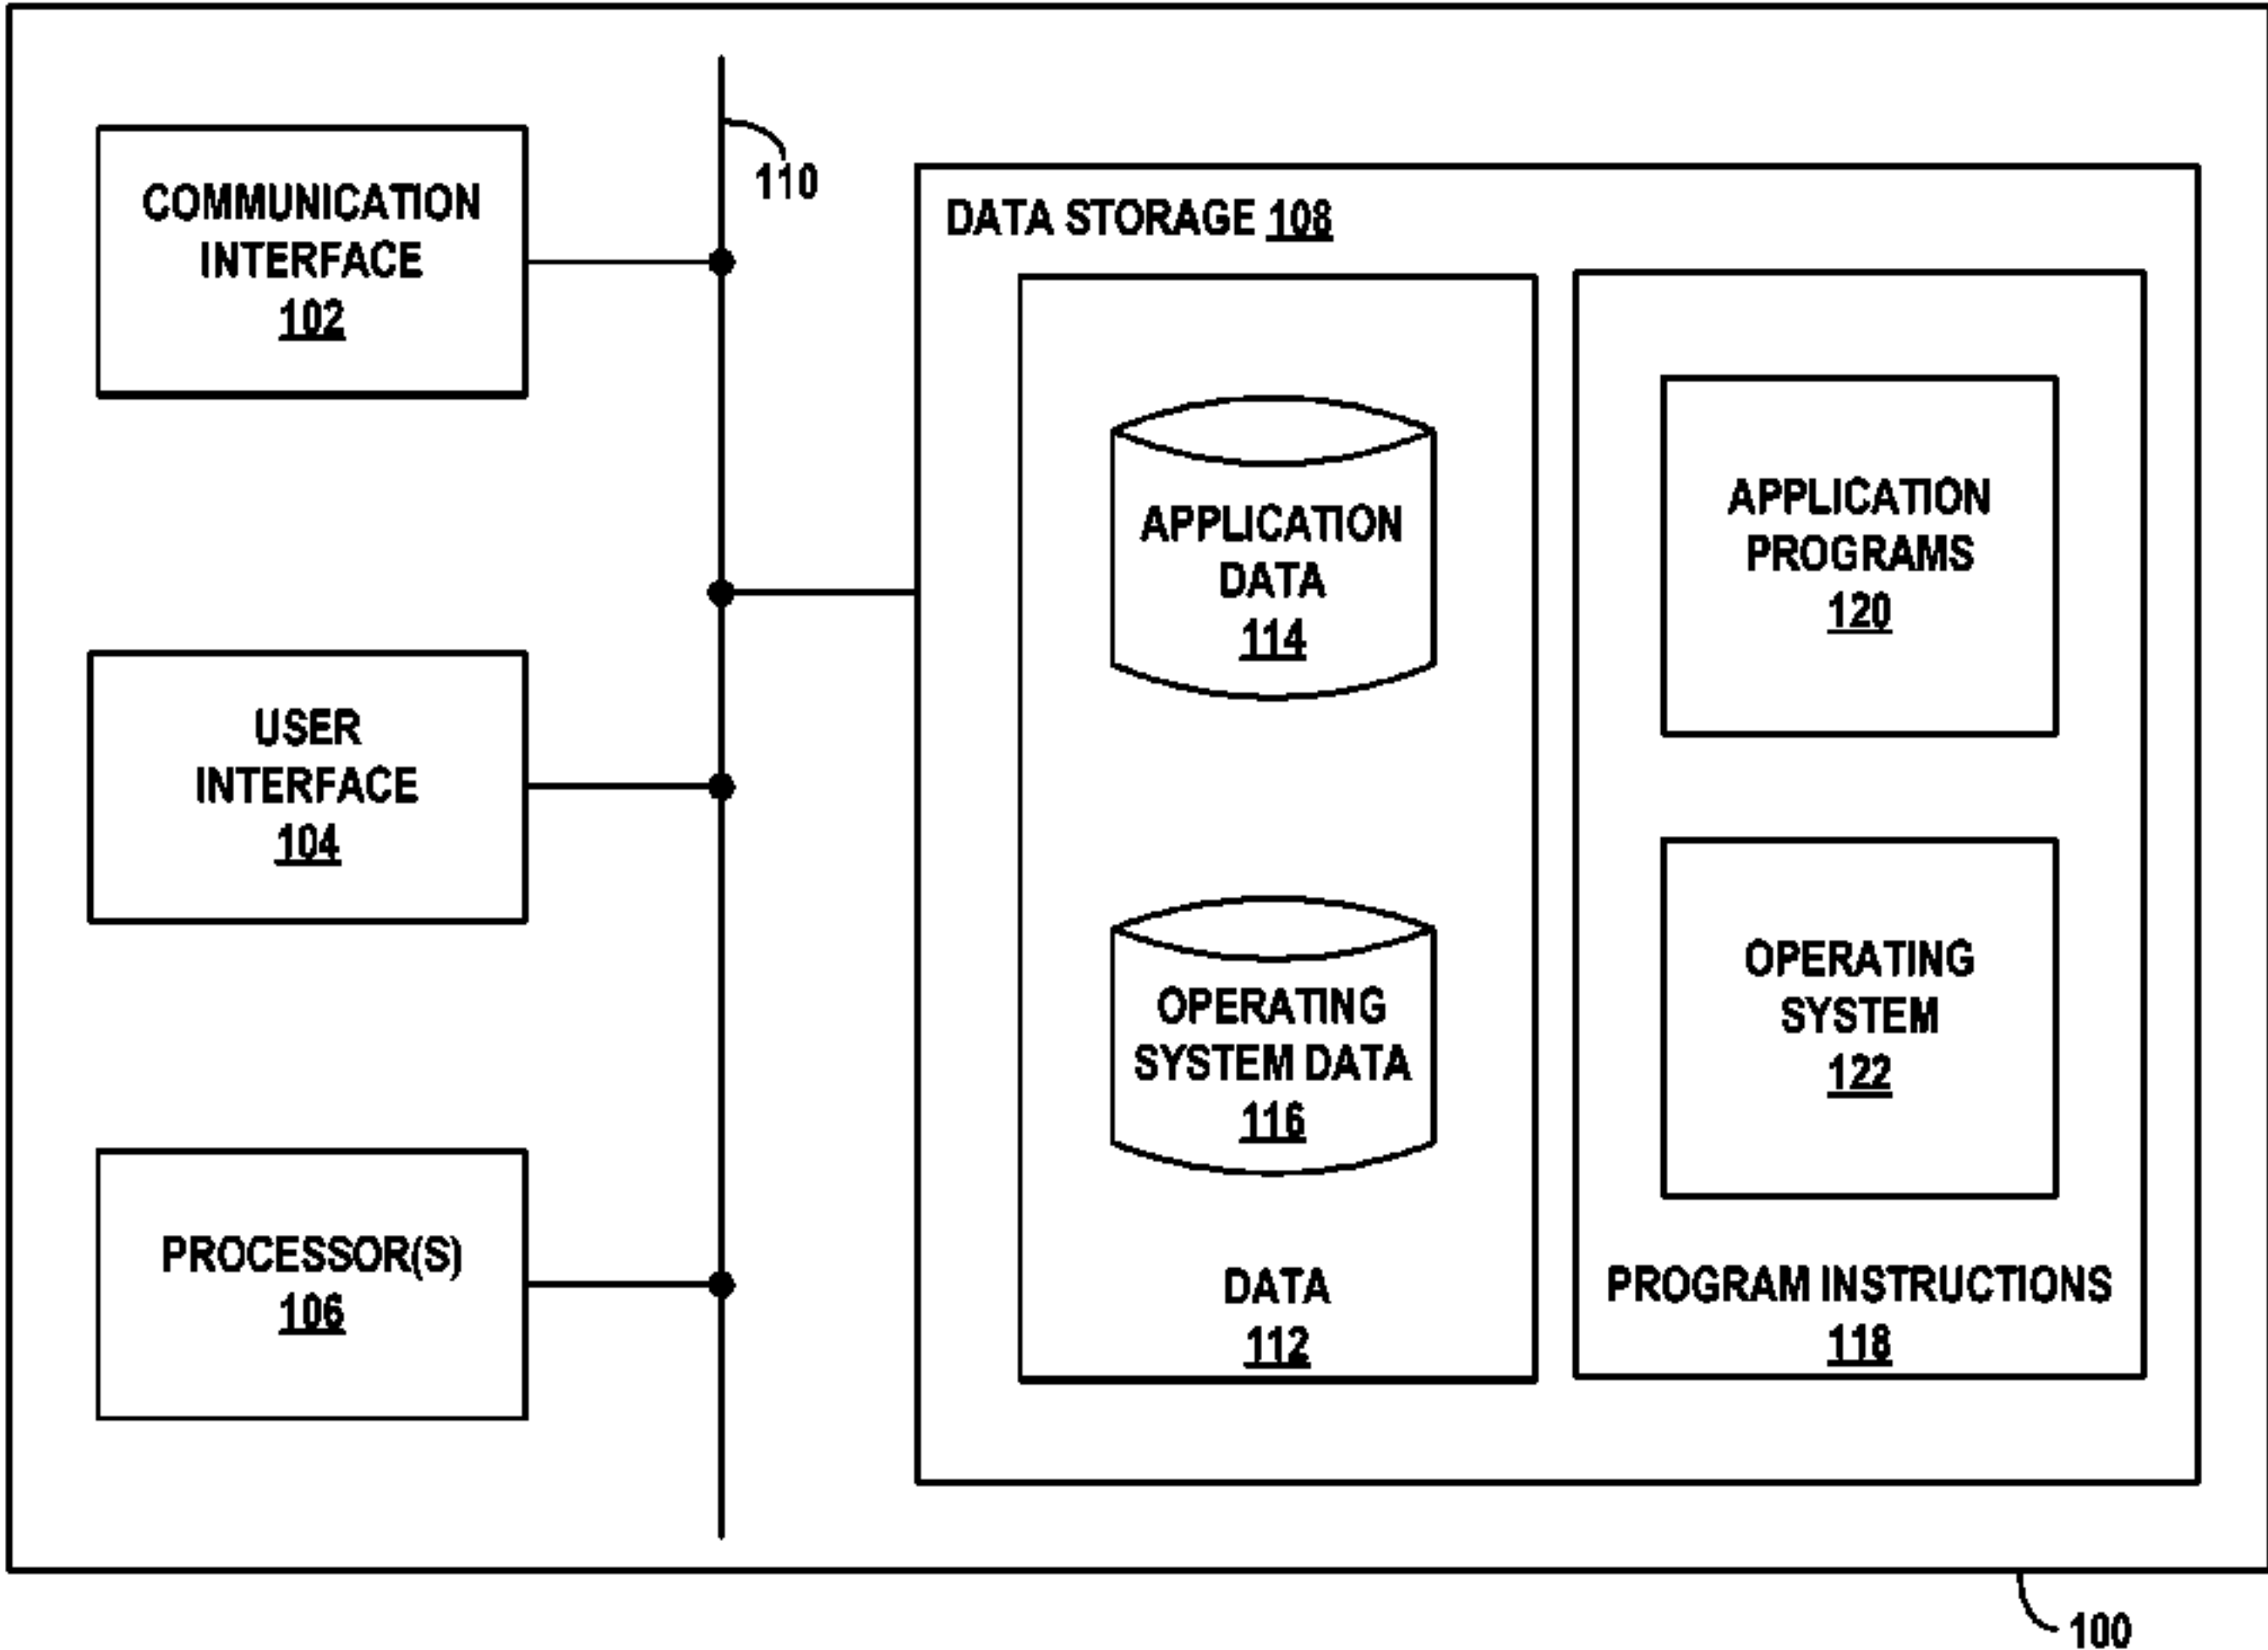 COMMUNICATION
INTERFACE
102
110
USER
INTERFACE
104
PROCESSOR(S)
106
DATA STORAGE 108
APPLICATION
DATA
114
OPERATING
SYSTEM DATA
116
DATA
112
APPLICATION
PROGRAMS
120
OPERATING
SYSTEM
122
PROGRAM INSTRUCTIONS
118
100